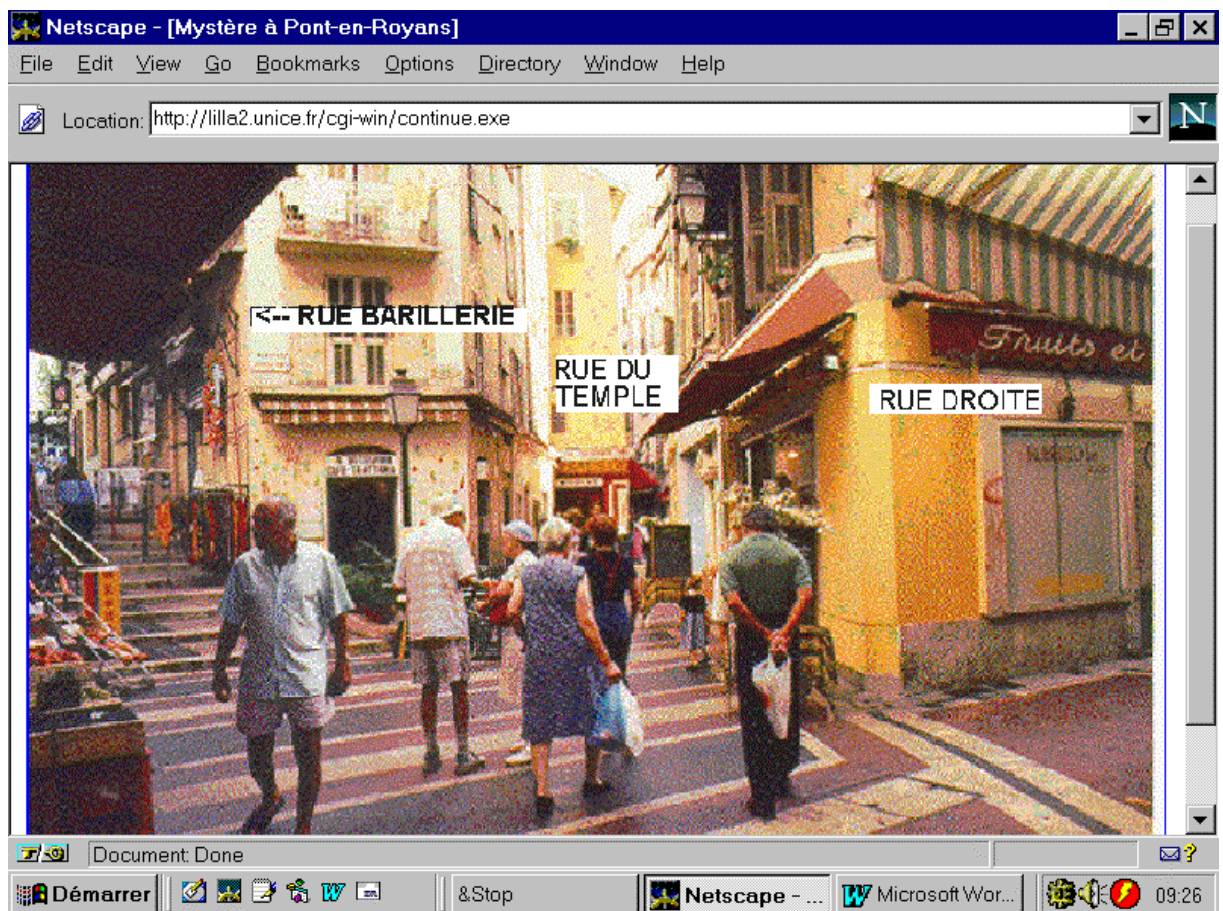 Netscape - [Mystère à Pont-en-Royans]
File Edit View Go Bookmarks Options Directory Window Help
Location: http://lilla2.unice.fr/cgi-win/continue.exe
N
<-- RUE BARILLERIE
RUE DU
TEMPLE
RUE DROITE
Fruits et
Document: Done
Démarrer &Stop Netscape - ... Microsoft Wor... 09:26